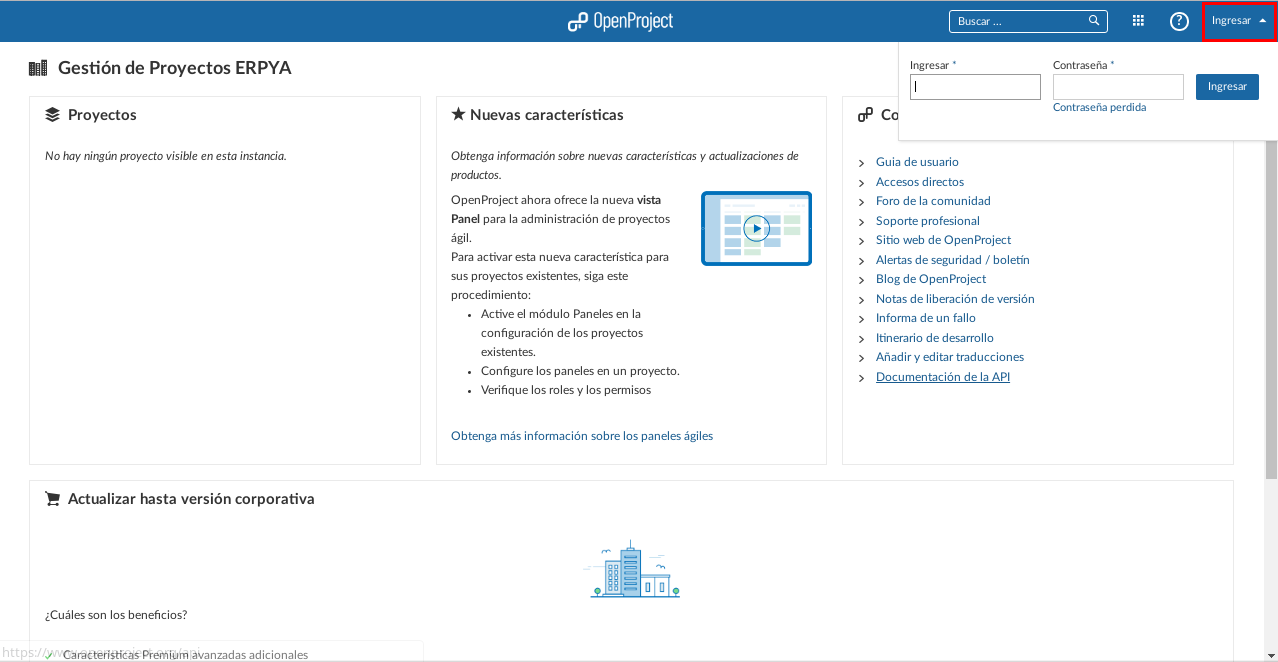 OpenProject
Buscar ...
?
Ingresar
Ingresar *
Contraseña *
Ingresar
Contraseña perdida
Gestión de Proyectos ERPYA
Proyectos
No hay ningún proyecto visible en esta instancia.
Nuevas características
Obtenga información sobre nuevas características y actualizaciones de
productos.
OpenProject ahora ofrece la nueva vista
Panel para la administración de proyectos
ágil.
Para activar esta nueva característica para
sus proyectos existentes, siga este
procedimiento:
• Active el módulo Paneles en la
configuración de los proyectos
existentes.
• Configure los paneles en un proyecto.
• Verifique los roles y los permisos
Obtenga más información sobre los paneles ágiles
Co
Guia de usuario
Accesos directos
Foro de la comunidad
Soporte profesional
Sitio web de OpenProject
Alertas de seguridad / boletín
Blog de OpenProject
Notas de liberación de versión
Informa de un fallo
Itinerario de desarrollo
Añadir y editar traducciones
Documentación de la API
Actualizar hasta versión corporativa
¿Cuáles son los beneficios?
Características Premium avanzadas adicionales
https://www.openproject.org/api